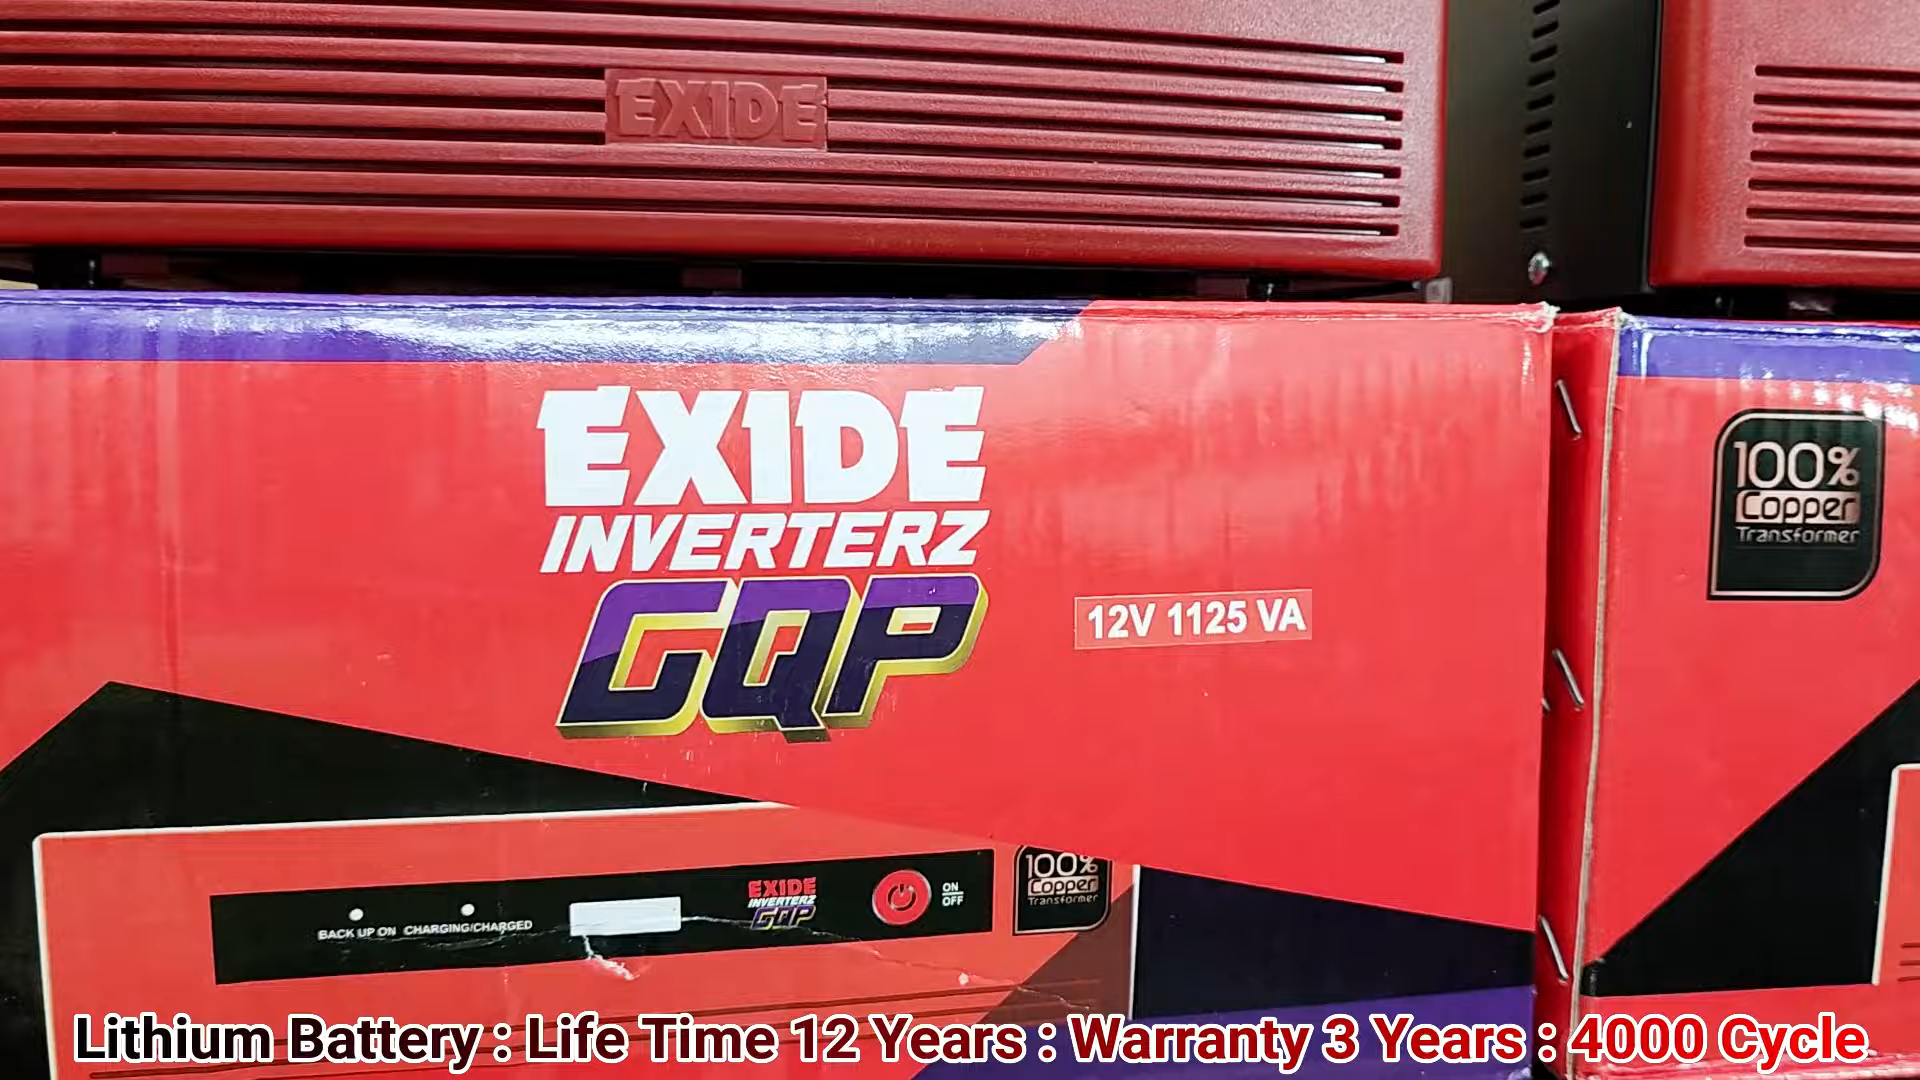 EXIDE
EXIDE
INVERTERZ
GQP
12V 1125 VA
100%
Copper
Transformer
BACK UP ON CHARGING/CHARGED
EXIDE
INVERTERZ
GQP
ON
OFF
100%
Copper
Transformer
Lithium Battery : Life Time 12 Years : Warranty 3 Years : 4000 Cycle